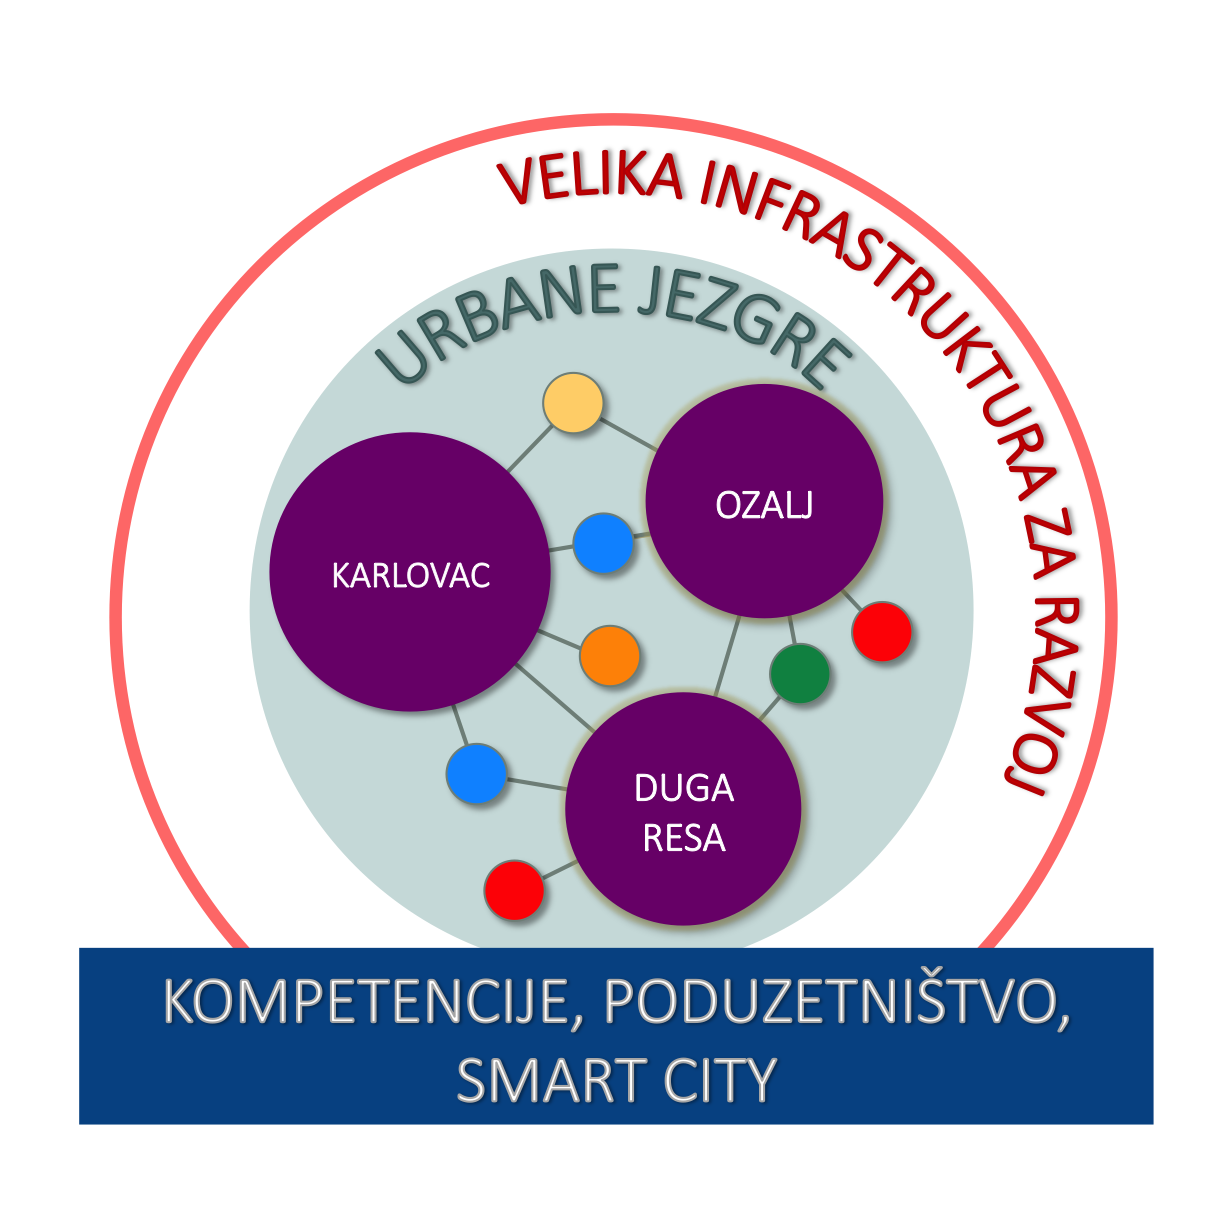 VELIKA INFRASTRUKTURA ZA RAZVOJ
URBANE JEZGRE
OZALJ
KARLOVAC
DUGA
RESA
KOMPETENCIJE, PODUZETNIŠTVO,
SMART CITY